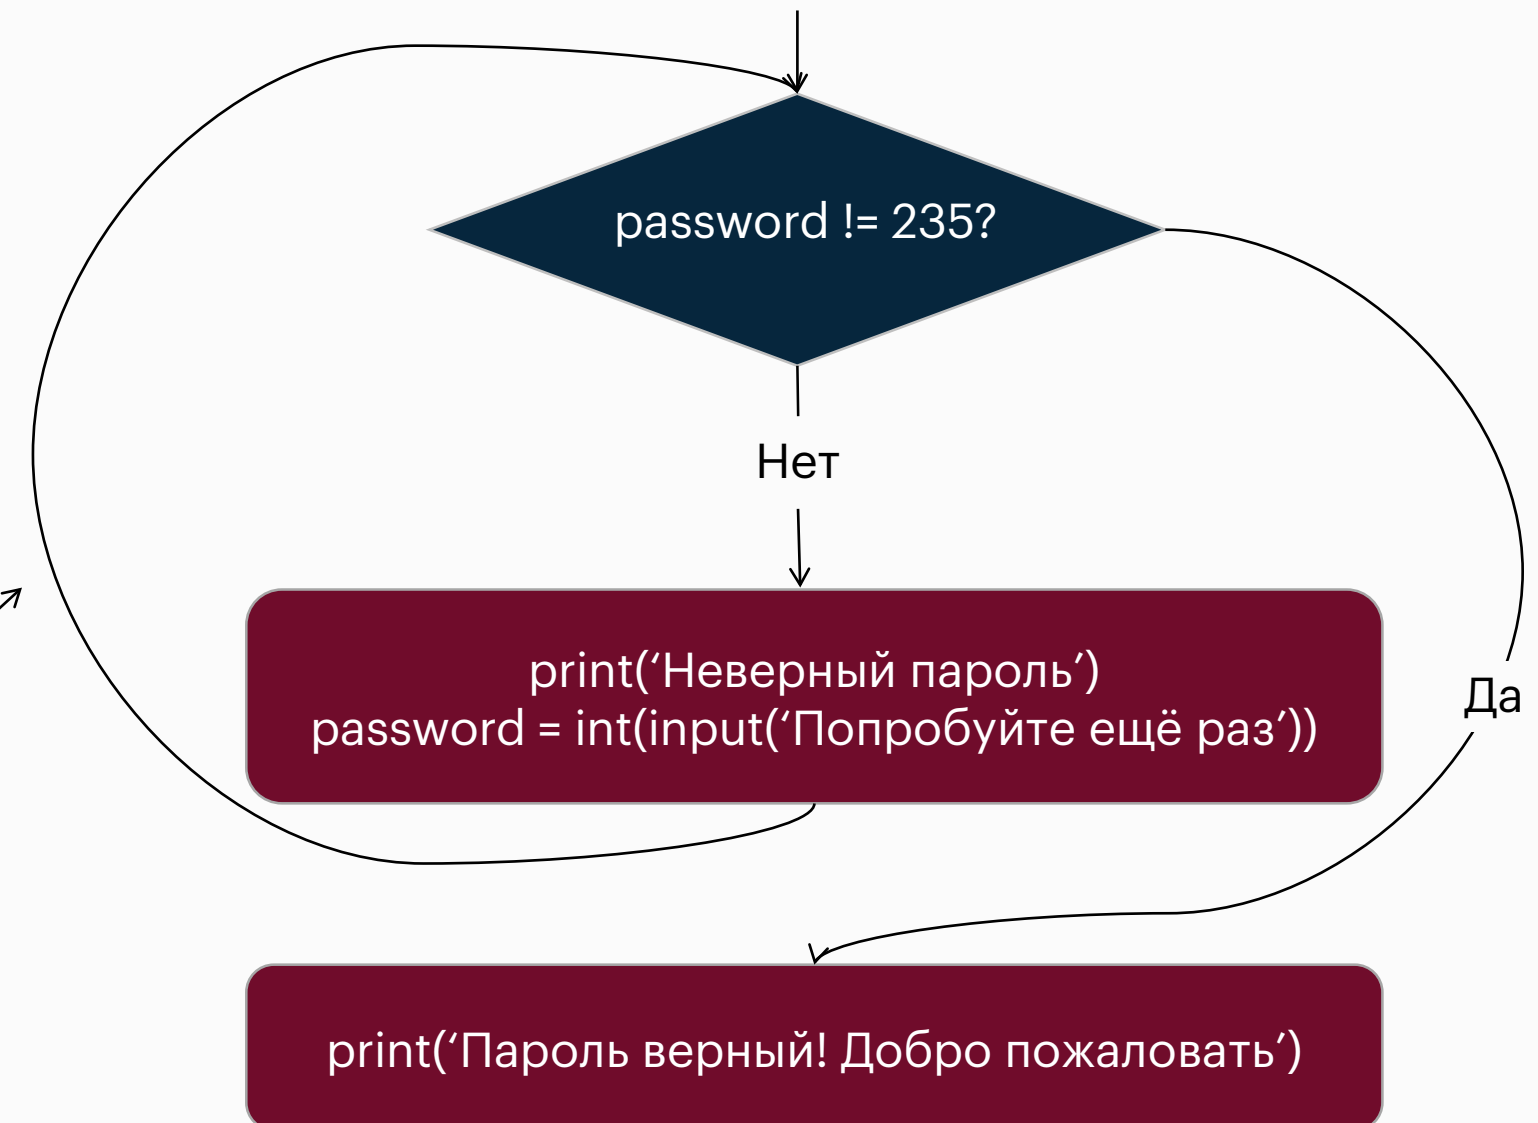 password != 235?
Нет
print(‘Неверный пароль’)
password = int(input(‘Попробуйте ещё раз’))
Да
print(‘Пароль верный! Добро пожаловать’)